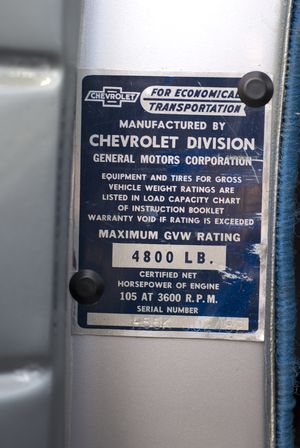 CHEVROLET
FOR ECONOMICAL
TRANSPORTATION
MANUFACTURED BY
CHEVROLET DIVISION
GENERAL MOTORS CORPORATION
EQUIPMENT AND TIRES FOR GROSS
VEHICLE WEIGHT RATINGS ARE
LISTED IN LOAD CAPACITY CHART
OF INSTRUCTION BOOKLET
WARRANTY VOID IF RATING IS EXCEEDED
MAXIMUM GVW RATING
4800 LB.
CERTIFIED NET
HORSEPOWER OF ENGINE
105 AT 3600 R.P.M.
SERIAL NUMBER